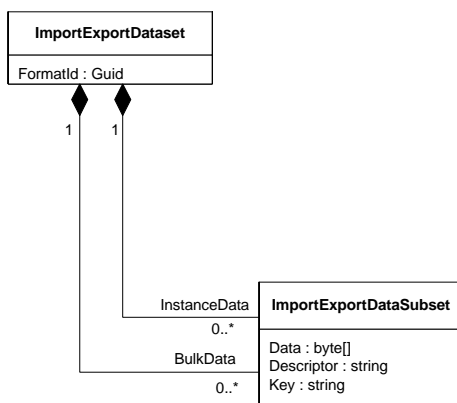 ImportExportDataset
FormatId : Guid
1 1
InstanceData
0..*
BulkData
0..*
ImportExportDataSubset
Data : byte[]
Descriptor : string
Key : string